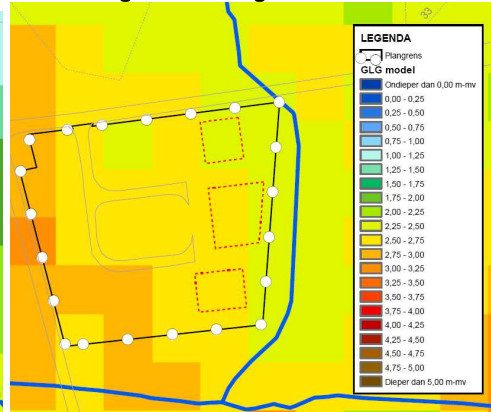 33
LEGENDA
Plangrens
GLG model
Ondieper dan 0,00 m-mv
0,00 - 0,25
0,25 - 0,50
0,50 - 0,75
0,75 - 1,00
1,00 - 1,25
1,25 - 1,50
1,50 - 1,75
1,75 - 2,00
2,00 - 2,25
2,25 - 2,50
2,50 - 2,75
2,75 - 3,00
3,00 - 3,25
3,25 - 3,50
3,50 - 3,75
3,75 - 4,00
4,00 - 4,25
4,25 - 4,50
4,50 - 4,75
4,75 - 5,00
Dieper dan 5,00 m-mv